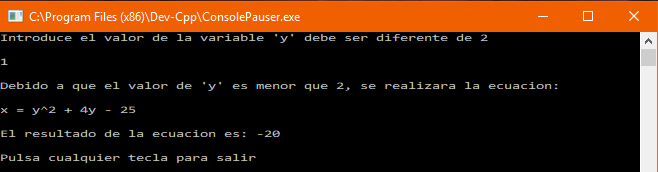 C:\Program Files (x86)\Dev-Cpp\ConsolePauser.exe
Introduce el valor de la variable 'y' debe ser diferente de 2
1
Debido a que el valor de 'y' es menor que 2, se realizara la ecuacion:
x = y^2 + 4y - 25
El resultado de la ecuacion es: -20
Pulsa cualquier tecla para salir